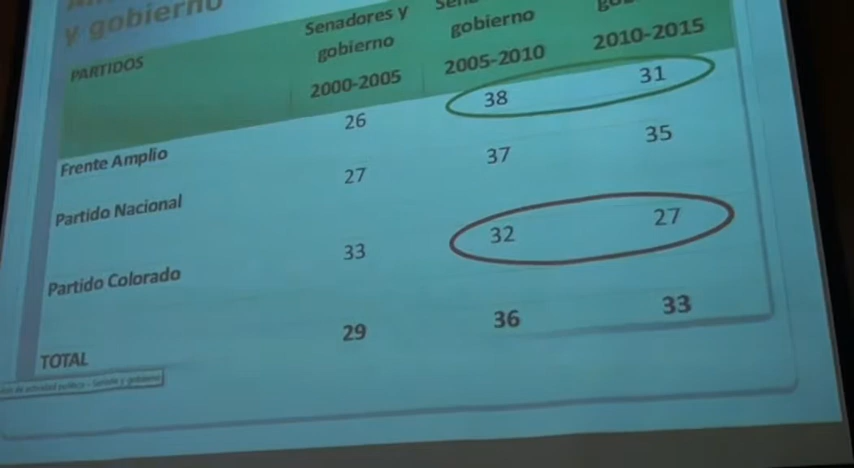 y gobierno
PARTIDOS
Senadores y
gobierno
2000-2005
gobierno
2005-2010
2010-2015
Frente Amplio
26
38
31
Partido Nacional
27
37
35
Partido Colorado
33
32
27
TOTAL
29
36
33